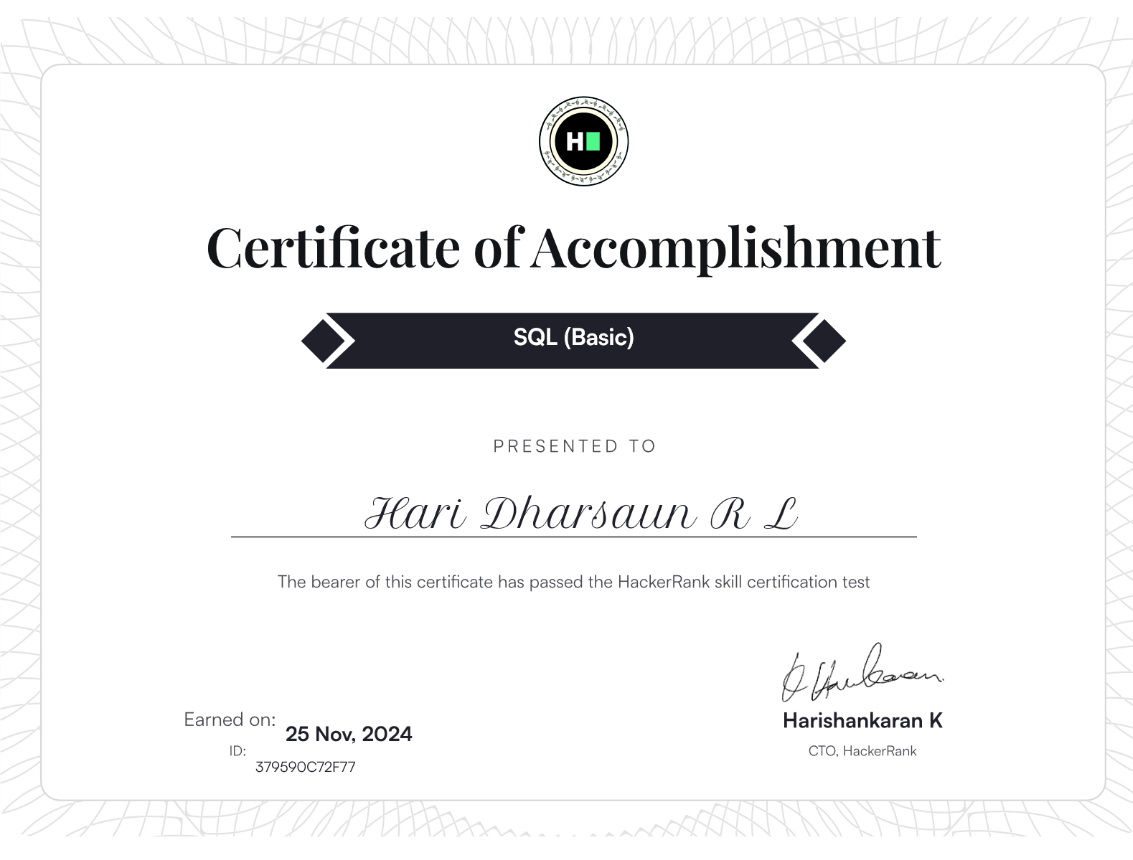 H
Certificate of Accomplishment
SQL (Basic)
PRESENTED TO
Hari Dharsaun R L
The bearer of this certificate has passed the HackerRank skill certification test
Earned on: 25 Nov, 2024
ID: 379590C72F77
Harishankaran K
CTO, HackerRank